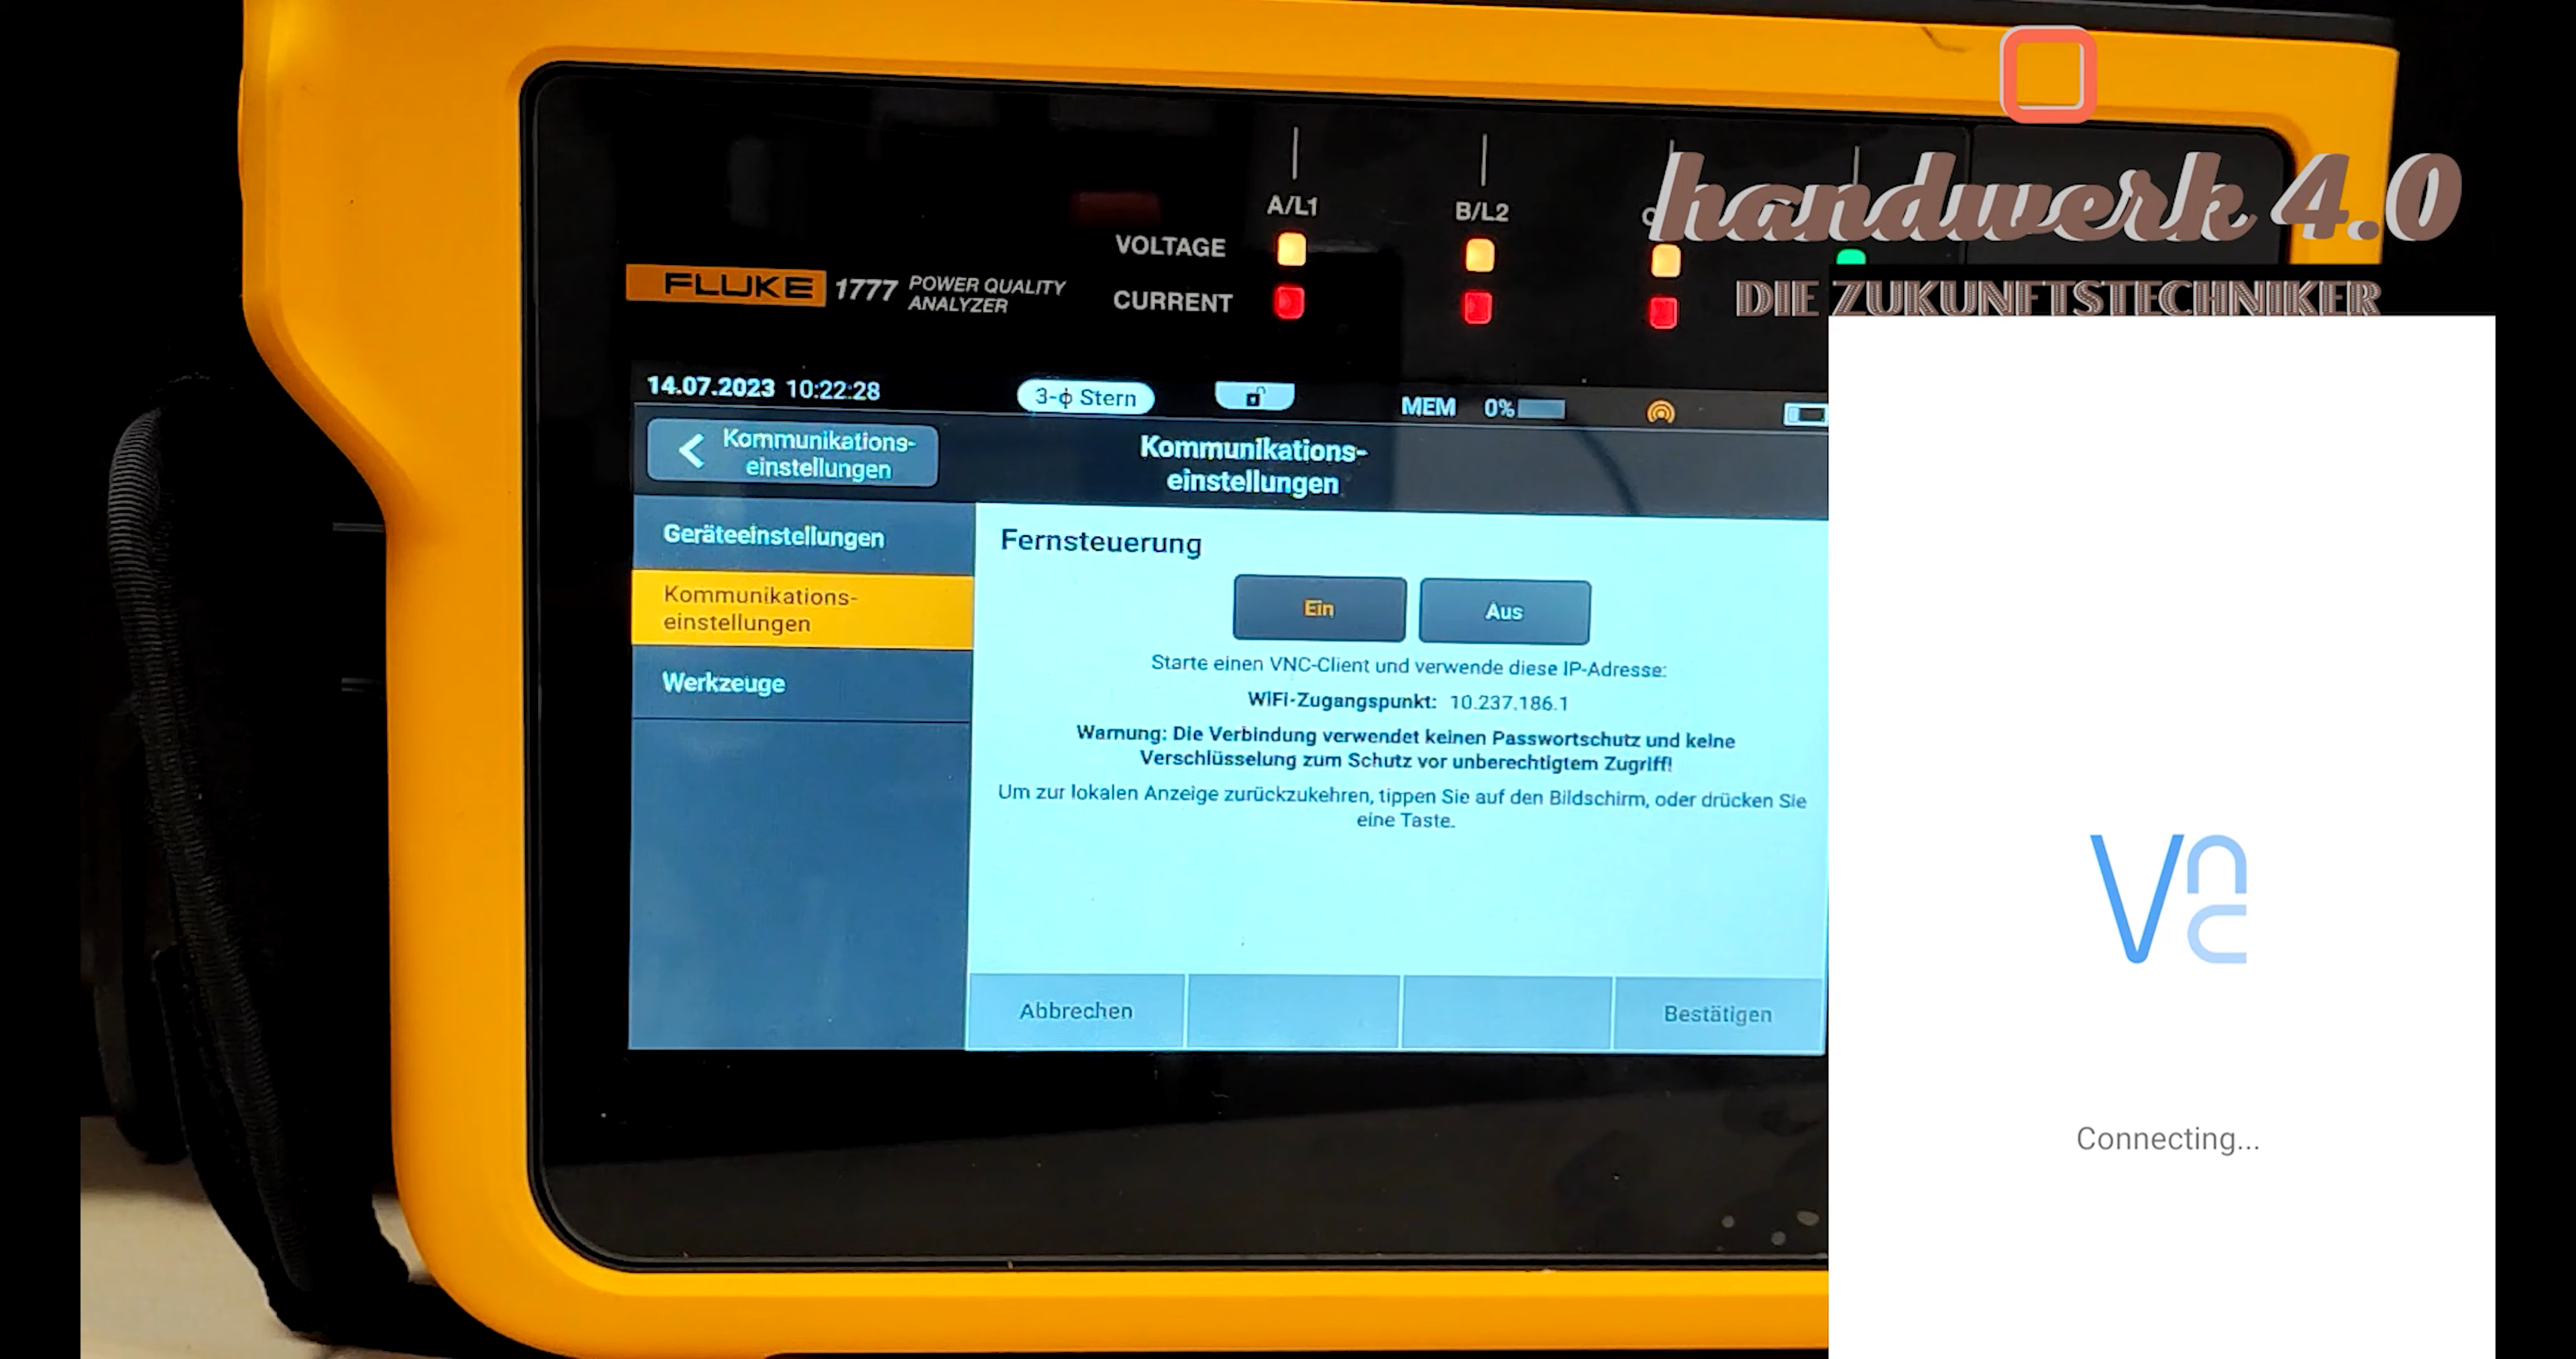 handwerk 4.0
DIE ZUKUNFTSTECHNIKER
A/L1
B/L2
VOLTAGE
CURRENT
FLUKE 1777 POWER QUALITY
ANALYZER
14.07.2023 10:22:28
3-ϕ Stern
MEM 0%
Kommunikations-
einstellungen
Kommunikations-
einstellungen
Geräteeinstellungen
Kommunikations-
einstellungen
Werkzeuge
Fernsteuerung
Ein
Aus
Starte einen VNC-Client und verwende diese IP-Adresse:
WiFi-Zugangspunkt: 10.237.186.1
Warnung: Die Verbindung verwendet keinen Passwortschutz und keine
Verschlüsselung zum Schutz vor unberechtigtem Zugriff!
Um zur lokalen Anzeige zurückzukehren, tippen Sie auf den Bildschirm, oder drücken Sie
eine Taste.
Abbrechen
Bestätigen
Vnc
Connecting...